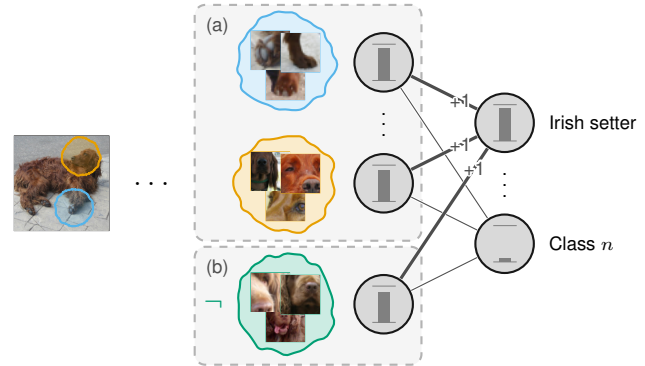 (a)
+1
Irish setter
. . .
+1
+1
Class n
(b)
¬